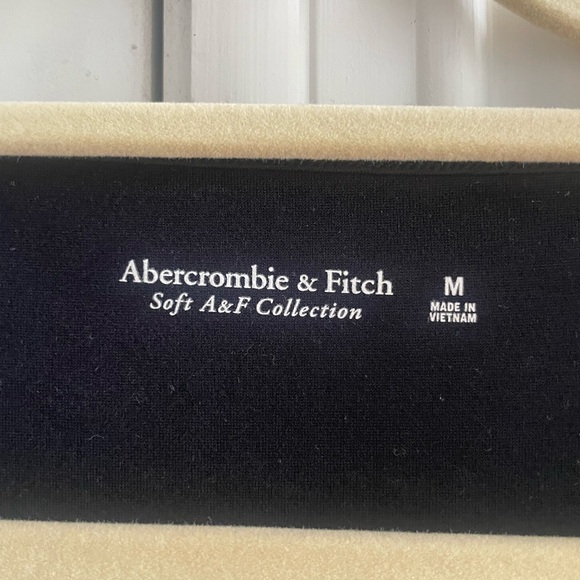 Abercrombie & Fitch
Soft A&F Collection
M
MADE IN
VIETNAM